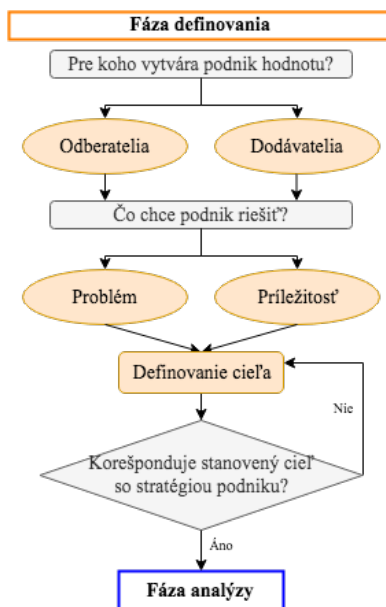 Fáza definovania
Pre koho vytvára podnik hodnotu?
Odberatelia
Dodávatelia
Čo chce podnik riešiť?
Problém
Príležitosť
Definovanie cieľa
Nie
Korešponduje stanovený cieľ
so stratégiou podniku?
Áno
Fáza analýzy